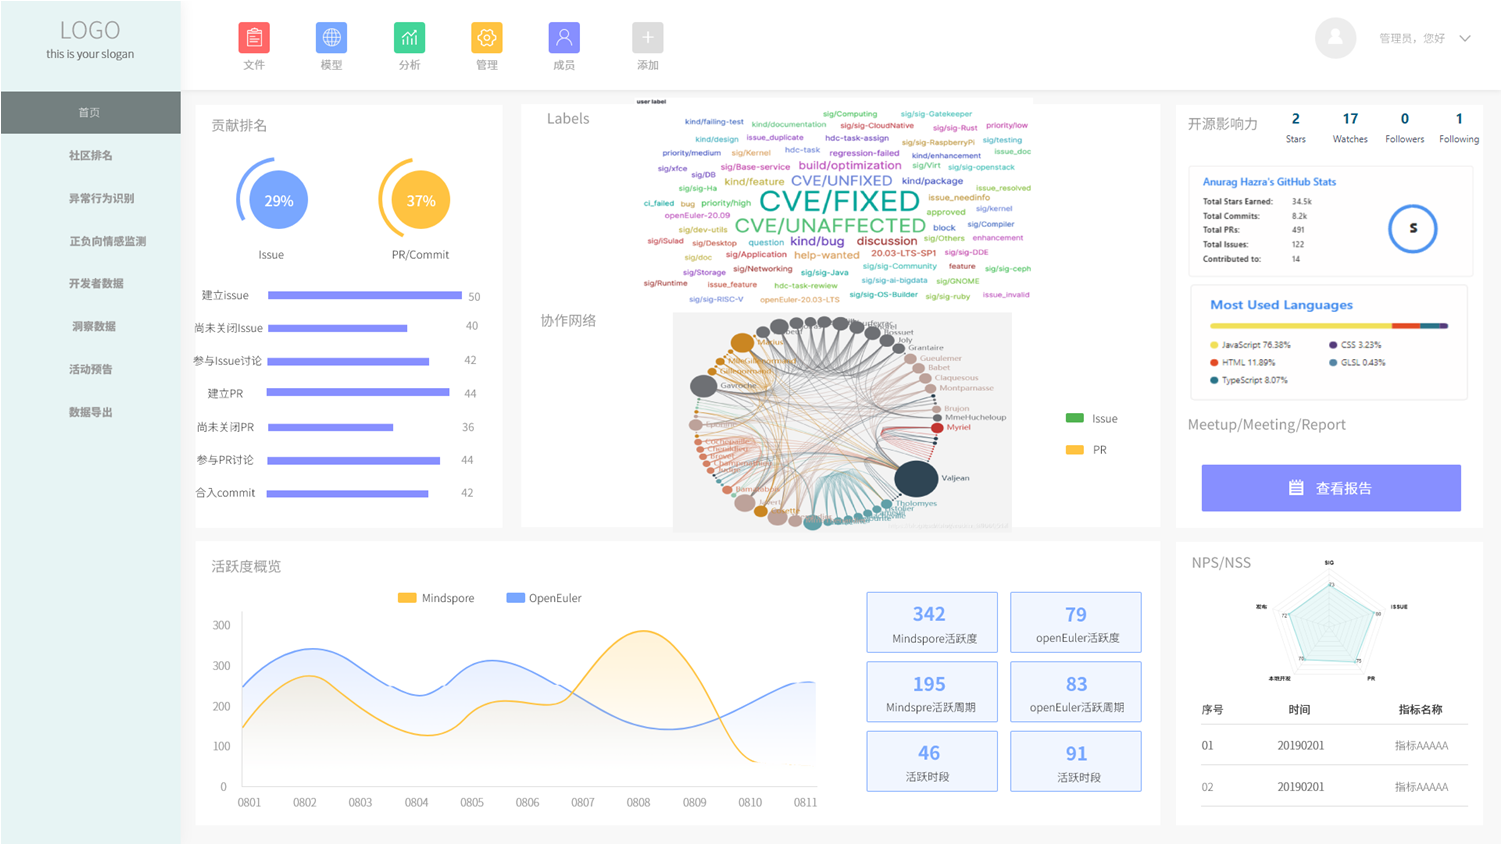 LOGO
this is your slogan
文件
模型
分析
管理
成员
添加
管理员，您好
首页
社区排名
异常行为识别
正负向情感监测
开发者数据
洞察数据
活动预告
数据导出
贡献排名
29%
37%
Issue
PR/Commit
建立issue 50
尚未关闭Issue 40
参与Issue讨论 42
建立PR 44
尚未关闭PR 36
参与PR讨论 44
合入commit 42
Labels
user label
sig/Computing sig/sig-Gatekeeper
kind/failing-test kind/documentation sig/sig-CloudNative sig/sig-Rust priority/low
kind/design issue_duplicate hdc-task-assign sig/sig-RaspberryPi sig/testing
priority/medium sig/Kernel hdc-task regression-failed kind/enhancement issue_doc
sig/xfce sig/DB sig/Base-service build/optimization sig/Virt sig/sig-openstack
sig/sig-Ha kind/feature CVE/UNFIXED kind/package issue_resolved
ci_failed bug priority/high CVE/FIXED issue_needinfo
openEuler-20.09 approved sig/kernel
sig/dev-utils CVE/UNAFFECTED block sig/Compiler
sig/iSulad sig/Desktop question kind/bug discussion sig/Others enhancement
sig/doc sig/Application help-wanted 20.03-LTS-SP1 sig/sig-DDE
sig/Storage sig/Networking sig/sig-Java sig/sig-Community feature sig/sig-ceph
sig/Runtime issue_feature hdc-task-rewiew sig/sig-ai-bigdata sig/GNOME
sig/sig-RISC-V openEuler-20.03-LTS sig/sig-OS-Builder sig/sig-ruby issue_invalid
协作网络
Bossuet
Joly
Grantaire
Gueulemer
Babet
Claquesous
Montparnasse
Brujon
MmeHucheloup
Myriel
Valjean
Tholomyes
Gavroche
Issue
PR
开源影响力
2 17 0 1
Stars Watches Followers Following
Anurag Hazra's GitHub Stats
Total Stars Earned: 34.5k
Total Commits: 8.2k
Total PRs: 491
Total Issues: 122
Contributed to: 14
S
Most Used Languages
JavaScript 76.38% CSS 3.23%
HTML 11.89% GLSL 0.43%
TypeScript 8.07%
Meetup/Meeting/Report
查看报告
活跃度概览
Mindspore OpenEuler
300
300
200
100
0
0801 0802 0803 0804 0805 0806 0807 0808 0809 0810 0811
342
Mindspore活跃度
79
openEuler活跃度
195
Mindspre活跃周期
83
openEuler活跃周期
46
活跃时段
91
活跃时段
NPS/NSS
SIG
发布
ISSUE
本地开发
PR
序号 时间 指标名称
01 20190201 指标AAAAA
02 20190201 指标AAAAA